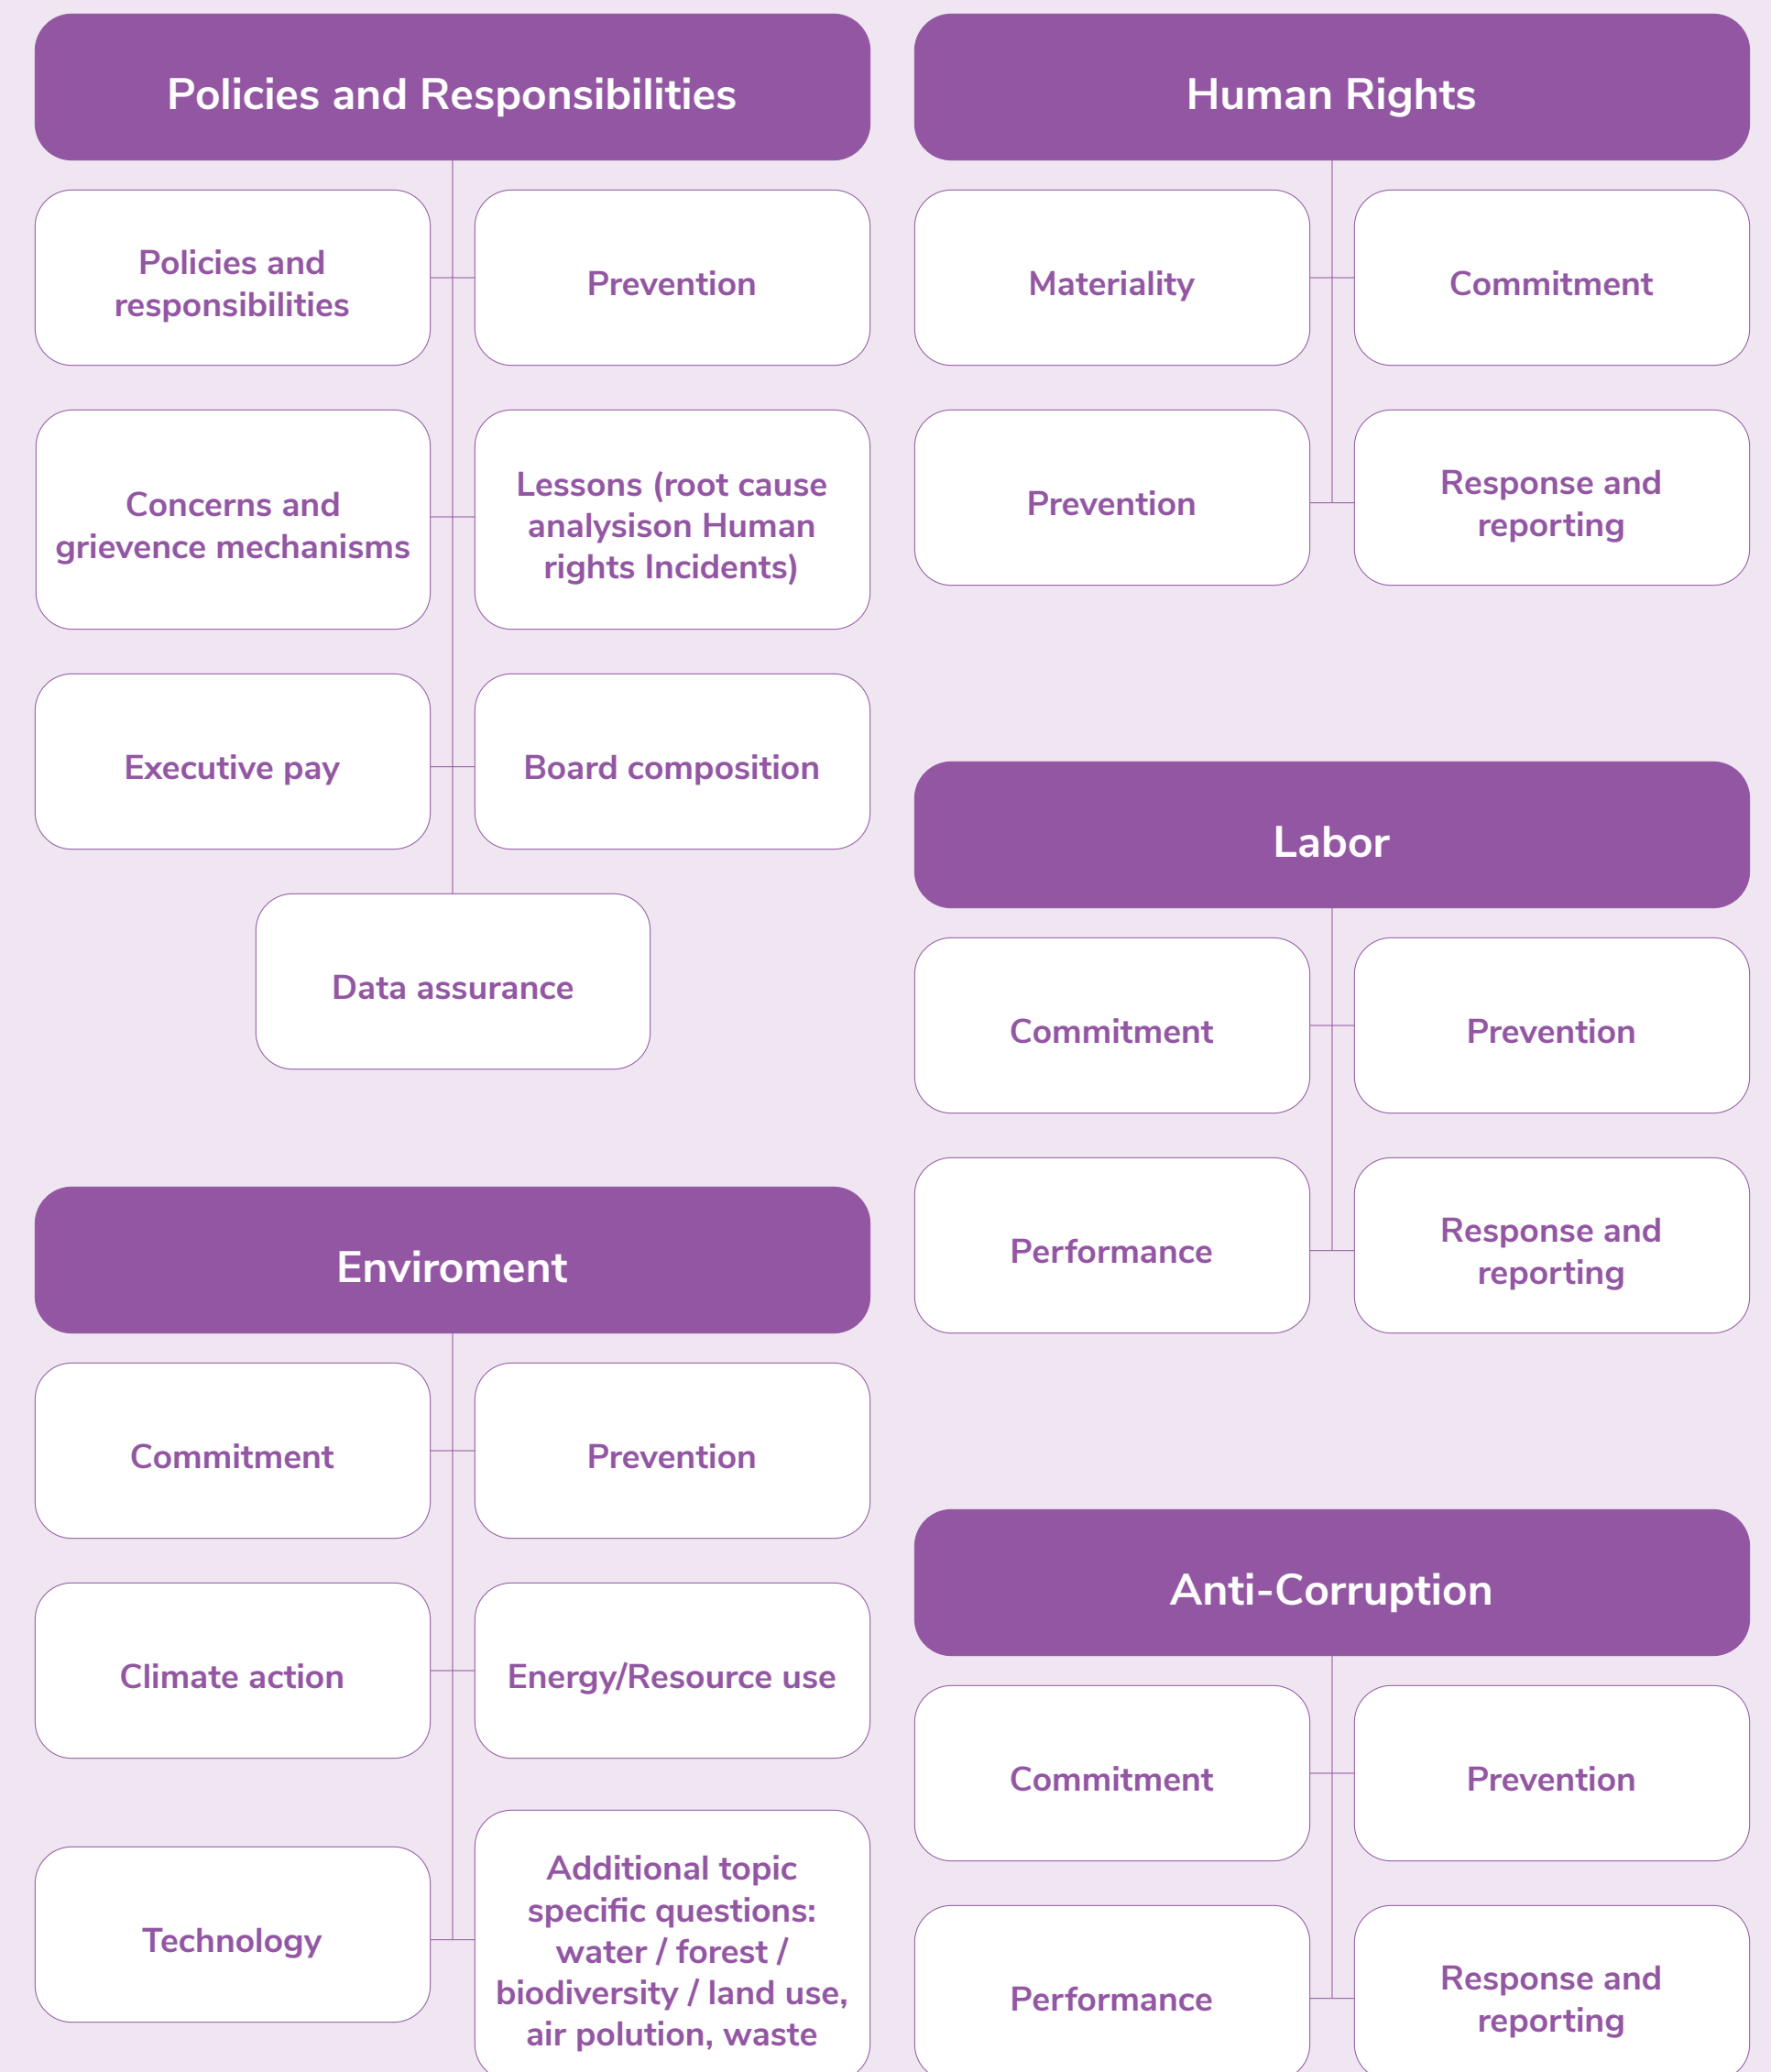 Policies and Responsibilities
Policies and
responsibilities
Prevention
Concerns and
grievence mechanisms
Lessons (root cause
analysison Human
rights Incidents)
Executive pay
Board composition
Data assurance
Enviroment
Commitment
Prevention
Climate action
Energy/Resource use
Technology
Additional topic
specific questions:
water / forest /
biodiversity / land use,
air polution, waste
Human Rights
Materiality
Commitment
Prevention
Response and
reporting
Labor
Commitment
Prevention
Performance
Response and
reporting
Anti-Corruption
Commitment
Prevention
Performance
Response and
reporting